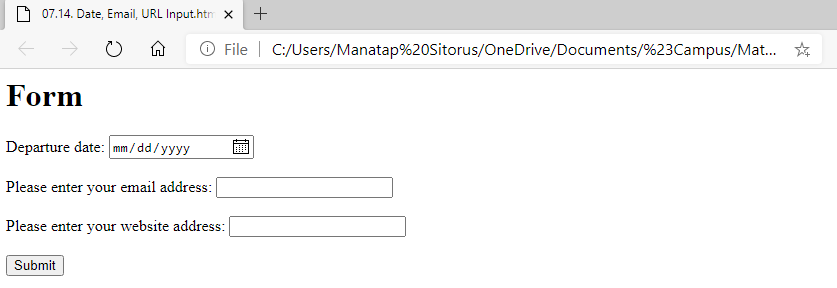 07.14. Date, Email, URL Input.htm
File | C:/Users/Manatap%20Sitorus/OneDrive/Documents/%23Campus/Mat...
Form
Departure date: mm/dd/yyyy
Please enter your email address:
Please enter your website address:
Submit